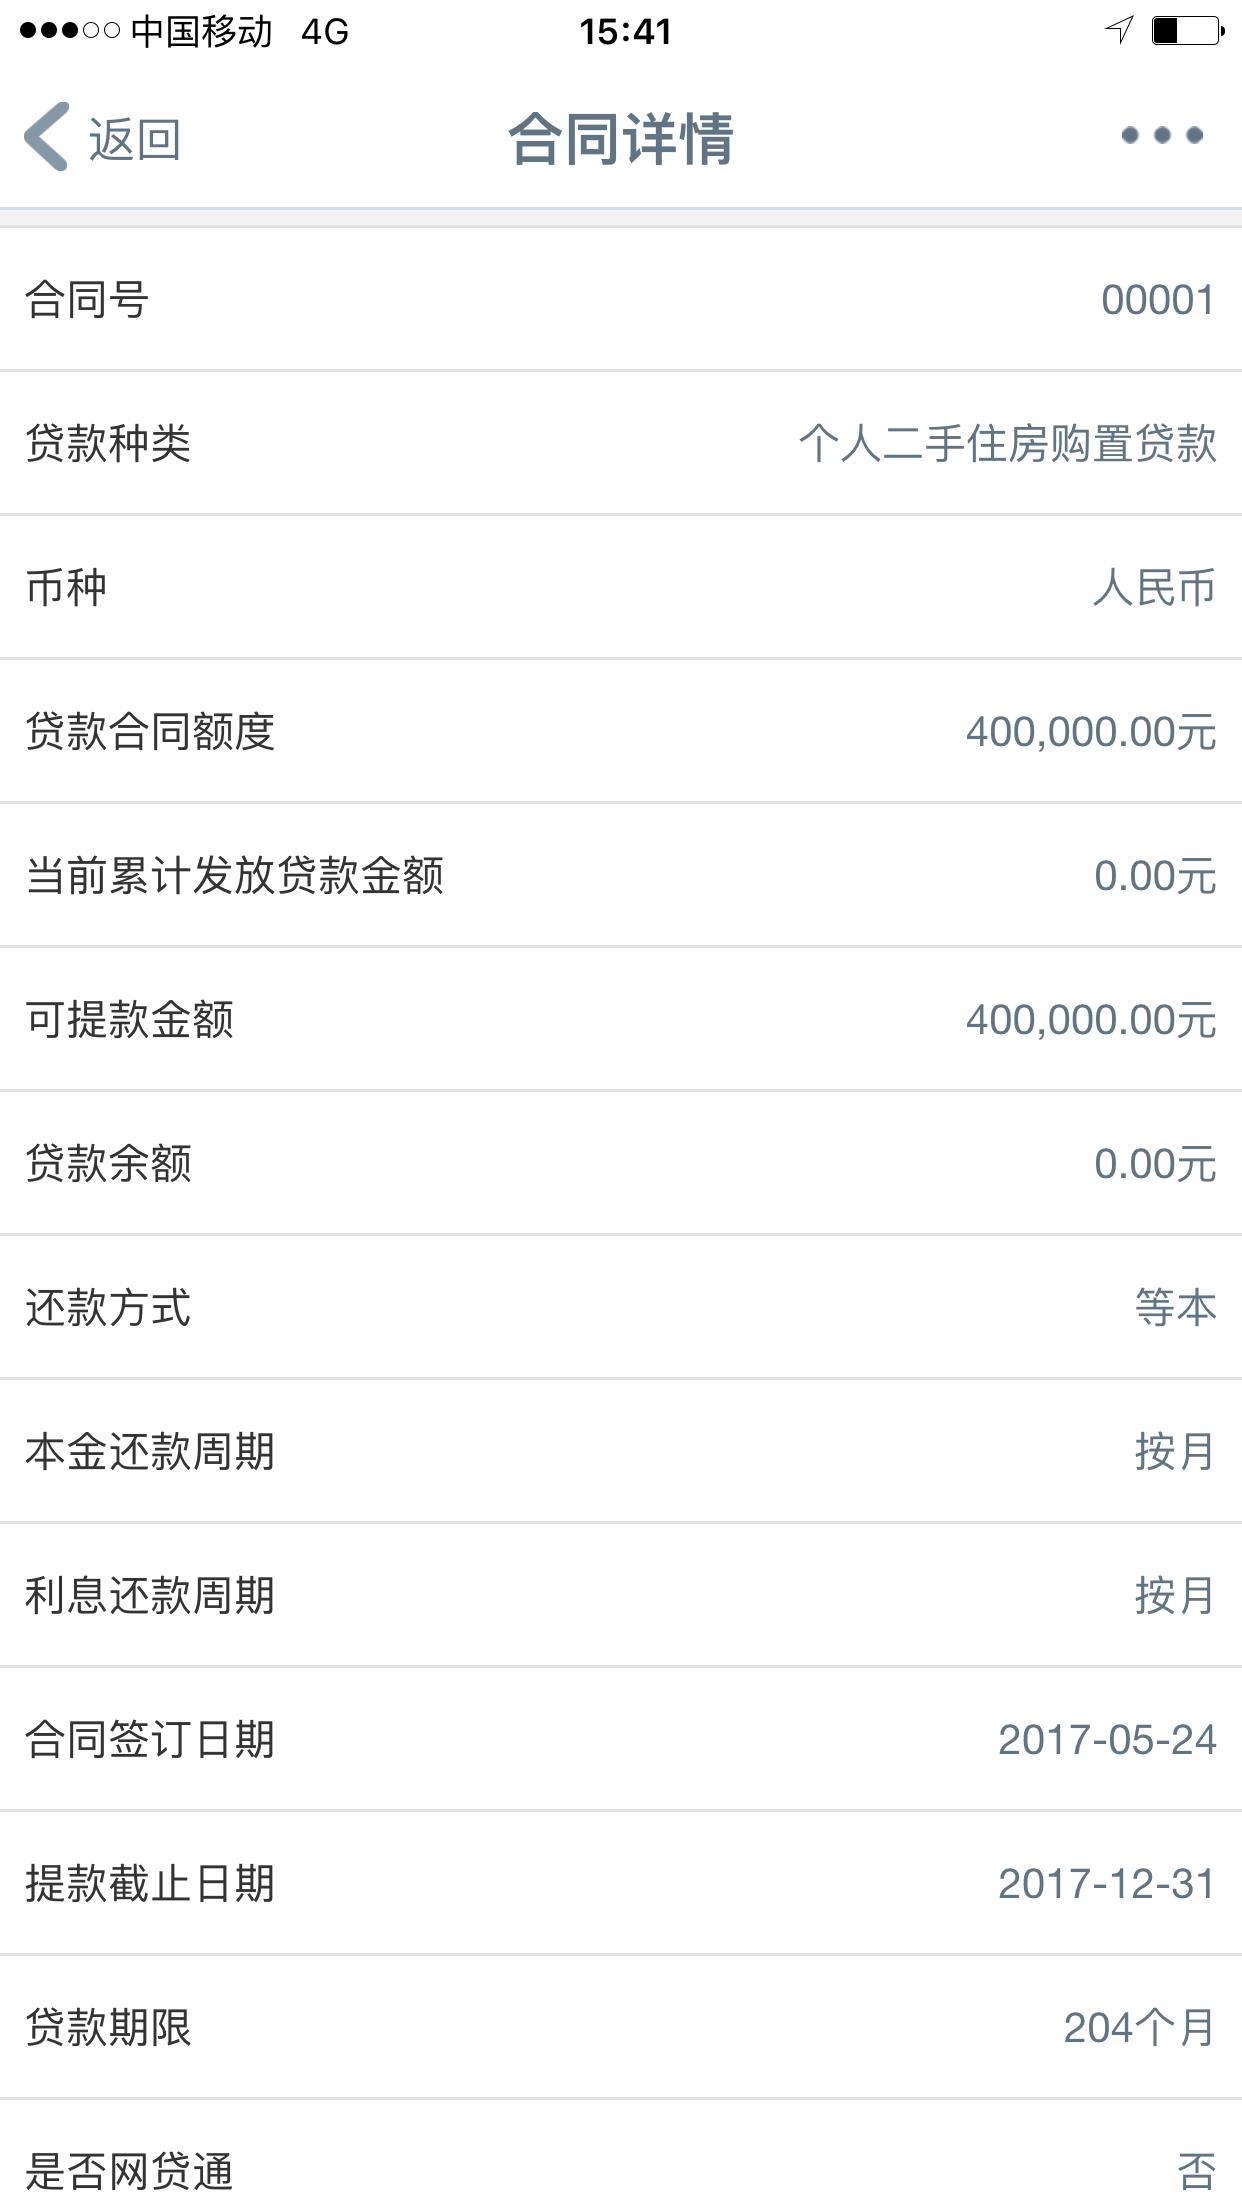 中国移动 4G 15:41
返回 合同详情
合同号 00001
贷款种类 个人二手住房购置贷款
币种 人民币
贷款合同额度 400,000.00元
当前累计发放贷款金额 0.00元
可提款金额 400,000.00元
贷款余额 0.00元
还款方式 等本
本金还款周期 按月
利息还款周期 按月
合同签订日期 2017-05-24
提款截止日期 2017-12-31
贷款期限 204个月
是否网贷通 否